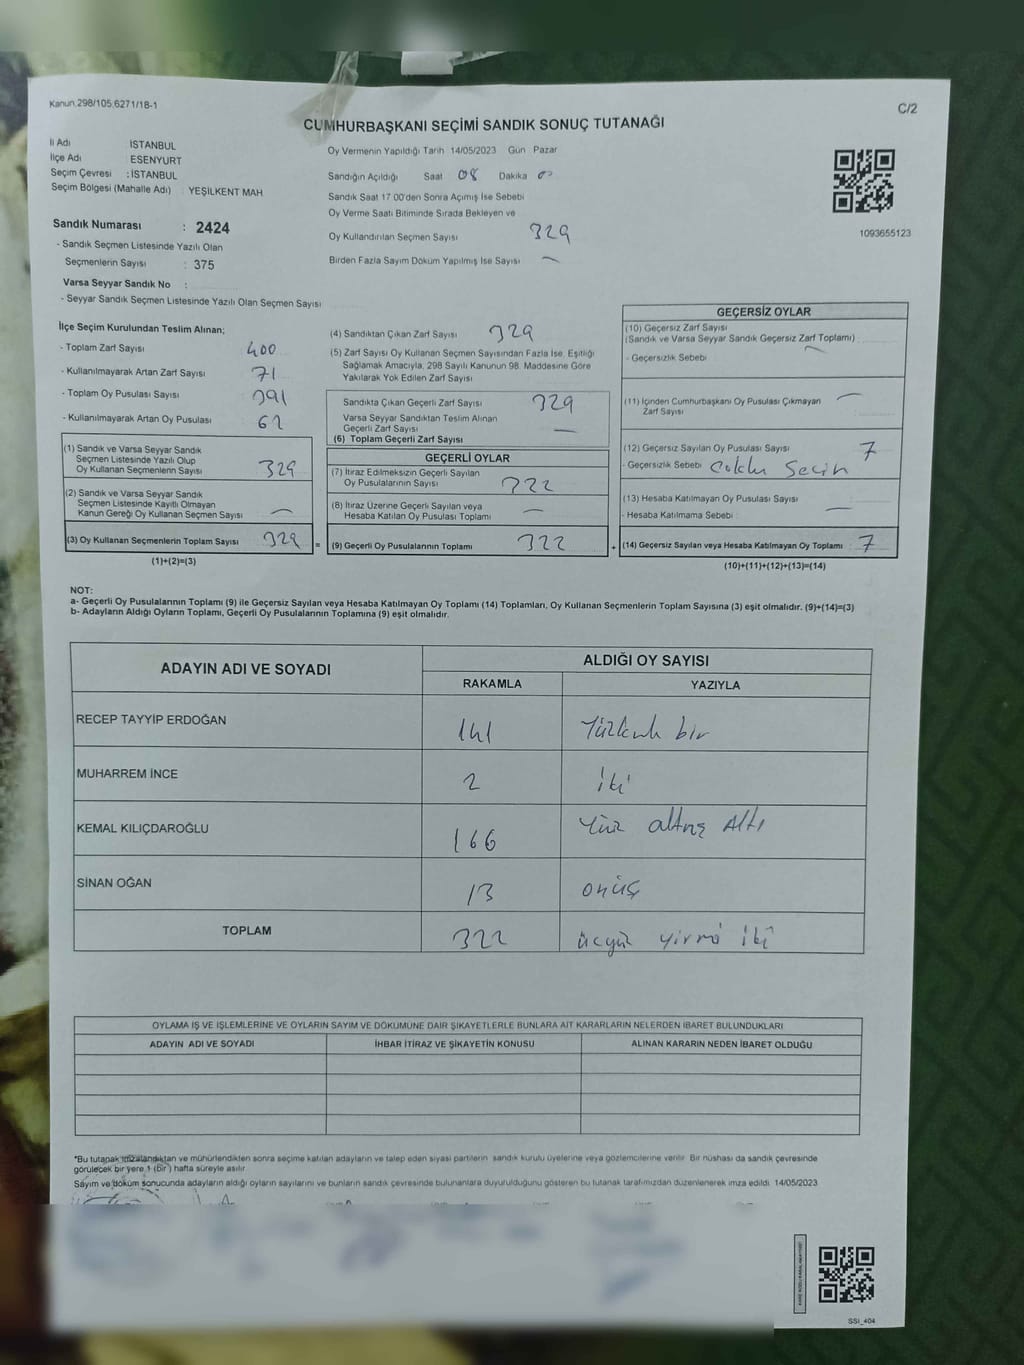 Kanun.298/105.6271/18-1
C/2
CUMHURBAŞKANI SEÇİMİ SANDIK SONUÇ TUTANAĞI
İl Adı İSTANBUL
İlçe Adı ESENYURT
Seçim Çevresi : İSTANBUL
Seçim Bölgesi (Mahalle Adı) : YEŞİLKENT MAH
Sandık Numarası : 2424
- Sandık Seçmen Listesinde Yazılı Olan
Seçmenlerin Sayısı : 375
Varsa Seyyar Sandık No :
- Seyyar Sandık Seçmen Listesinde Yazılı Olan Seçmen Sayısı
Oy Vermenin Yapıldığı Tarih 14/05/2023 Gün Pazar
Sandığın Açıldığı Saat 08 Dakika 00
Sandık Saat 17 00'den Sonra Açımış İse Sebebi
Oy Verme Saati Bitiminde Sırada Bekleyen ve
Oy Kullandırılan Seçmen Sayısı 329
Birden Fazla Sayım Döküm Yapılmış İse Sayısı —
1093655123
İlçe Seçim Kurulundan Teslim Alınan;
- Toplam Zarf Sayısı 400
- Kullanılmayarak Artan Zarf Sayısı 71
- Toplam Oy Pusulası Sayısı 391
- Kullanılmayarak Artan Oy Pusulası 62
(1) Sandık ve Varsa Seyyar Sandık
Seçmen Listesinde Yazılı Olup
Oy Kullanan Seçmenlerin Sayısı 329
(2) Sandık ve Varsa Seyyar Sandık
Seçmen Listesinde Kayıtlı Olmayan
Kanun Gereği Oy Kullanan Seçmen Sayısı —
(3) Oy Kullanan Seçmenlerin Toplam Sayısı 329
(1)+(2)=(3)
(4) Sandıktan Çıkan Zarf Sayısı 329
(5) Zarf Sayısı Oy Kullanan Seçmen Sayısından Fazla İse, Eşitliği
Sağlamak Amacıyla, 298 Sayılı Kanunun 98. Maddesine Göre
Yakılarak Yok Edilen Zarf Sayısı
Sandıkta Çıkan Geçerli Zarf Sayısı 329
Varsa Seyyar Sandıktan Teslim Alınan
Geçerli Zarf Sayısı —
(6) Toplam Geçerli Zarf Sayısı
GEÇERLİ OYLAR
(7) İtiraz Edilmeksizin Geçerli Sayılan
Oy Pusulalarının Sayısı 322
(8) İtiraz Üzerine Geçerli Sayılan veya
Hesaba Katılan Oy Pusulası Toplamı —
= (9) Geçerli Oy Pusulalarının Toplamı 322
GEÇERSİZ OYLAR
(10) Geçersiz Zarf Sayısı
(Sandık ve Varsa Seyyar Sandık Geçersiz Zarf Toplamı) : —
- Geçersizlik Sebebi
(11) İçinden Cumhurbaşkanı Oy Pusulası Çıkmayan —
Zarf Sayısı
(12) Geçersiz Sayılan Oy Pusulası Sayısı 7
- Geçersizlik Sebebi Çoklu Seçim
(13) Hesaba Katılmayan Oy Pusulası Sayısı —
- Hesaba Katılmama Sebebi
+ (14) Geçersiz Sayılan veya Hesaba Katılmayan Oy Toplamı : 7
(10)+(11)+(12)+(13)=(14)
NOT:
a- Geçerli Oy Pusulalarının Toplamı (9) ile Geçersiz Sayılan veya Hesaba Katılmayan Oy Toplamı (14) Toplamları, Oy Kullanan Seçmenlerin Toplam Sayısına (3) eşit olmalıdır. (9)+(14)=(3)
b- Adayların Aldığı Oyların Toplamı, Geçerli Oy Pusulalarının Toplamına (9) eşit olmalıdır.
ADAYIN ADI VE SOYADI ALDIĞI OY SAYISI
RAKAMLA YAZIYLA
RECEP TAYYİP ERDOĞAN 141 Yüzkırk bir
MUHARREM İNCE 2 iki
KEMAL KILIÇDAROĞLU 166 Yüz altmış Altı
SİNAN OĞAN 13 onüç
TOPLAM 322 üçyüz yirmi iki
OYLAMA İŞ VE İŞLEMLERİNE VE OYLARIN SAYIM VE DÖKÜMÜNE DAİR ŞİKAYETLERLE BUNLARA AİT KARARLARIN NELERDEN İBARET BULUNDUKLARI
ADAYIN ADI VE SOYADI İHBAR İTİRAZ VE ŞİKAYETİN KONUSU ALINAN KARARIN NEDEN İBARET OLDUĞU
*Bu tutanak imzalandıktan ve mühürlendikten sonra seçime katılan adayların ve talep eden siyasi partilerin sandık kurulu üyelerine veya gözlemcilerine verilir. Bir nüshası da sandık çevresinde
görülecek bir yere 1 (Bir) hafta süreyle asılır.
Sayım ve döküm sonucunda adayların aldığı oyların sayılarını ve bunların sandık çevresinde bulunanlara duyurulduğunu gösteren bu tutanak tarafımızdan düzenlenerek imza edildi. 14/05/2023
SSI_404